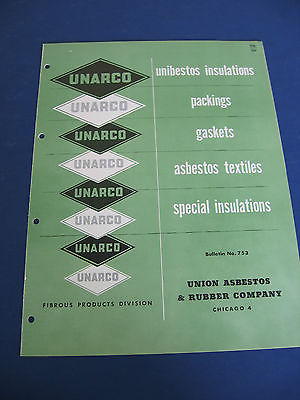 UNARCO
unibestos insulations
UNARCO
packings
UNARCO
gaskets
UNARCO
asbestos textiles
UNARCO
special insulations
UNARCO
UNARCO
Bulletin No. 753
UNARCO
UNION ASBESTOS
& RUBBER COMPANY
FIBROUS PRODUCTS DIVISION
CHICAGO 4